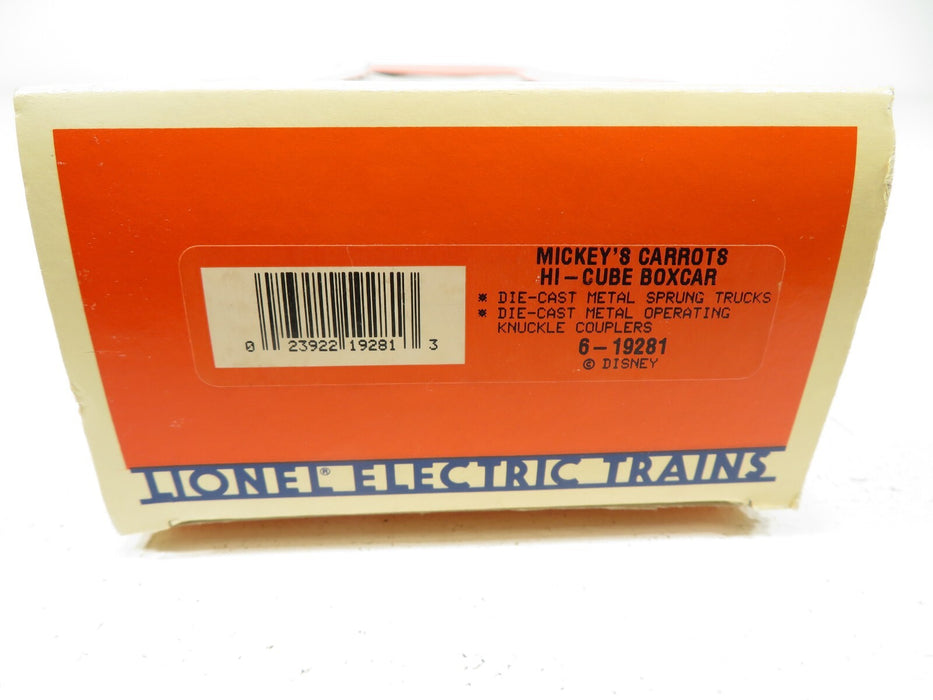 MICKEY'S CARROTS
HI-CUBE BOXCAR
* DIE-CAST METAL SPRUNG TRUCKS
* DIE-CAST METAL OPERATING
KNUCKLE COUPLERS
6-19281
© DISNEY
0 23922 19281 3
LIONEL® ELECTRIC TRAINS